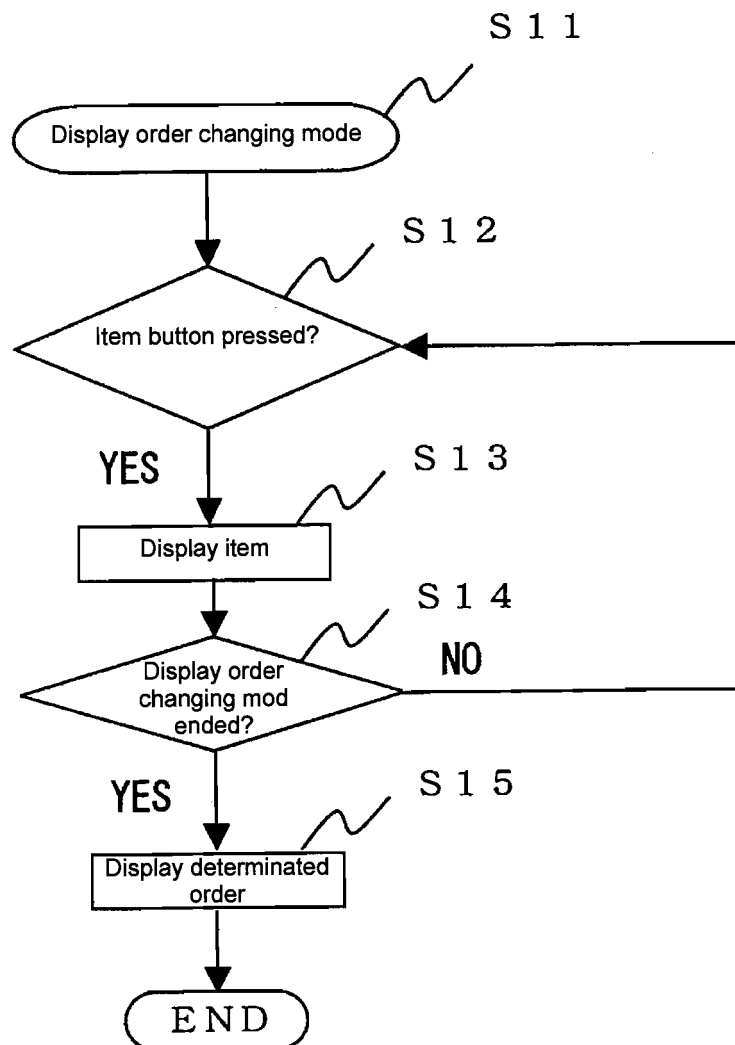 S11
Display order changing mode
S12
Item button pressed?
YES
S13
Display item
S14
Display order
changing mod
ended?
NO
YES
S15
Display determinated
order
END